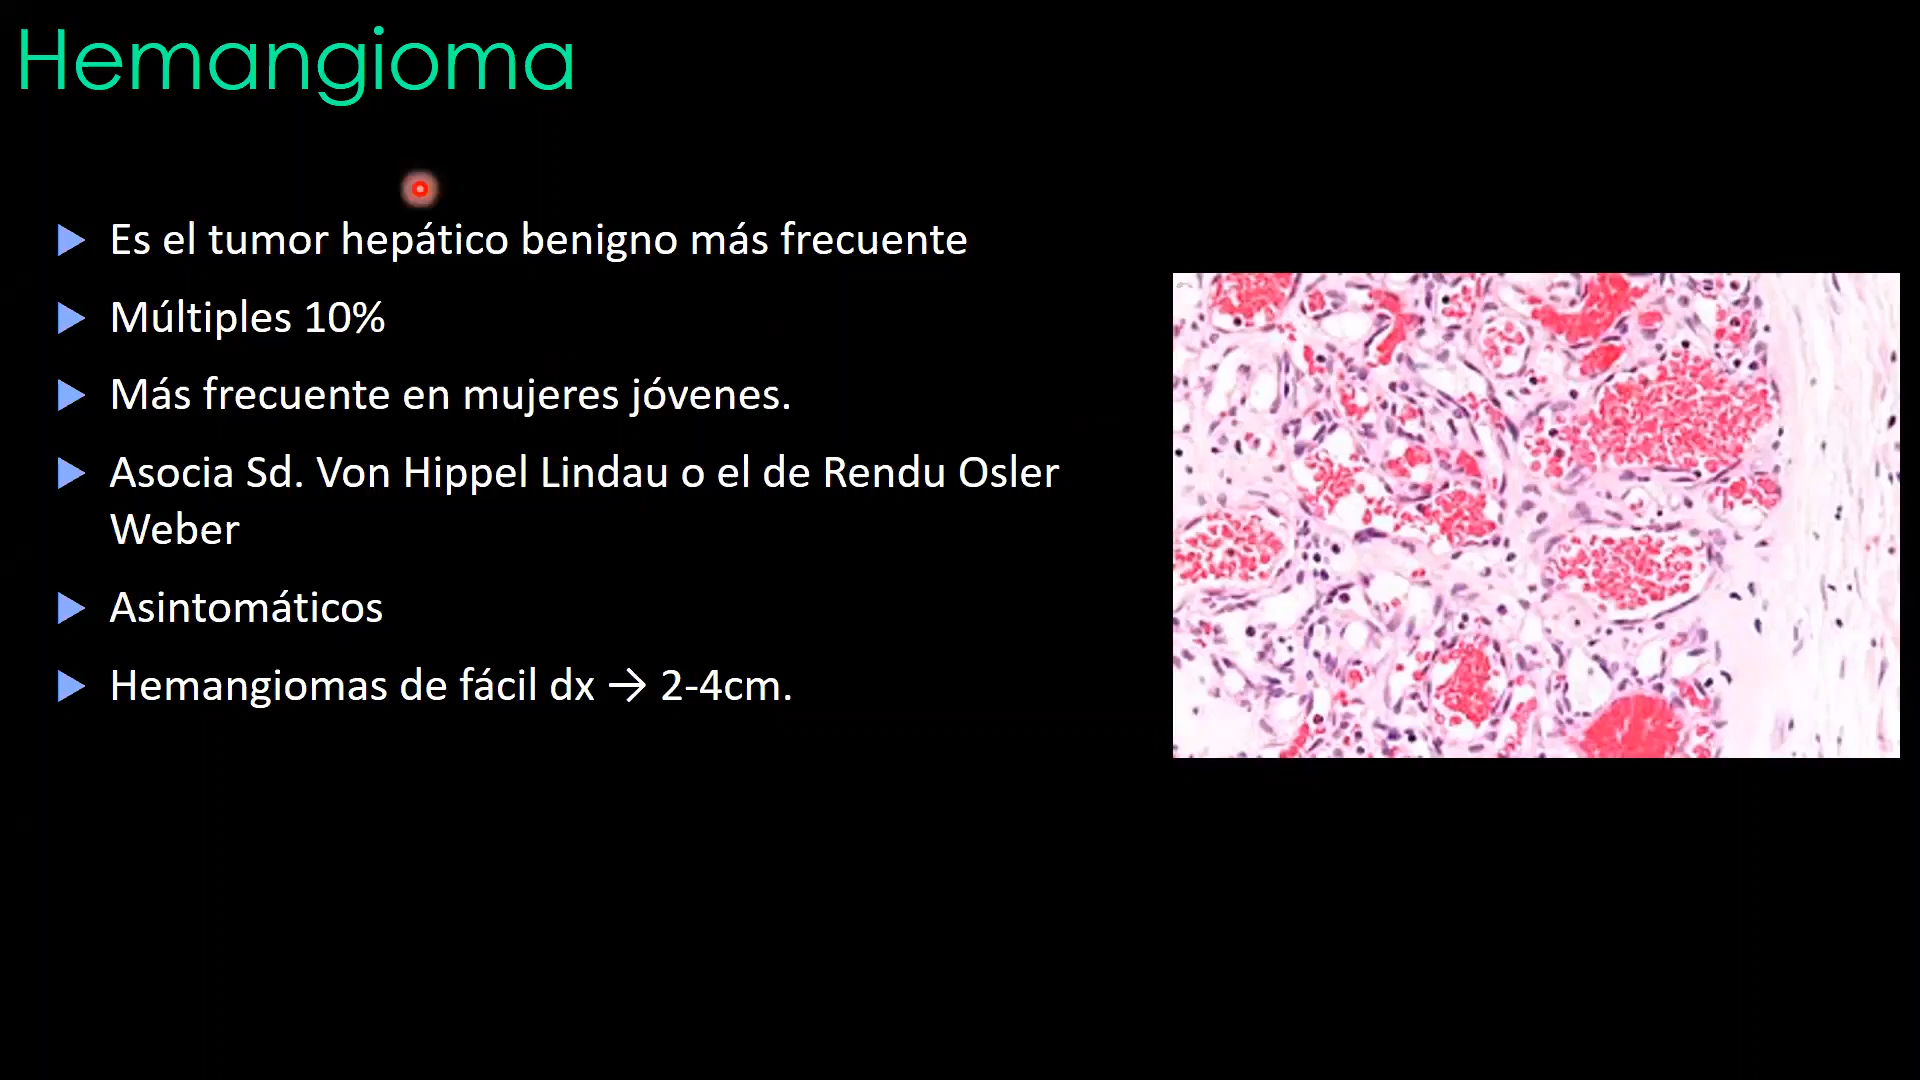 Hemangioma
Es el tumor hepático benigno más frecuente
Múltiples 10%
Más frecuente en mujeres jóvenes.
Asocia Sd. Von Hippel Lindau o el de Rendu Osler
Weber
Asintomáticos
Hemangiomas de fácil dx → 2-4cm.